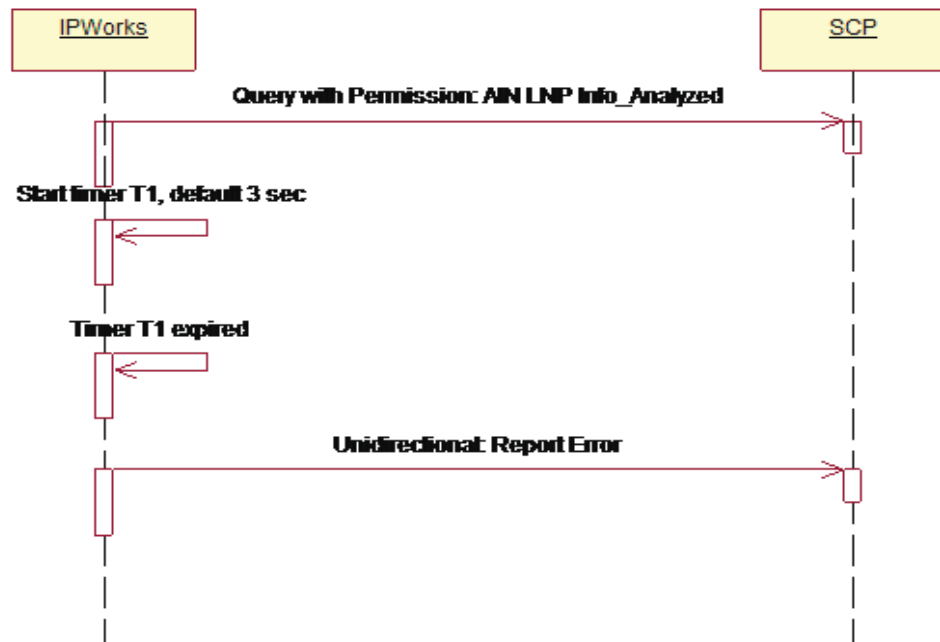 IPWorks
SCP
Query with Permission: AIN LNP Info_Analyzed
Start timer T1, default 3 sec
Timer T1 expired
Unidirectional: Report Error